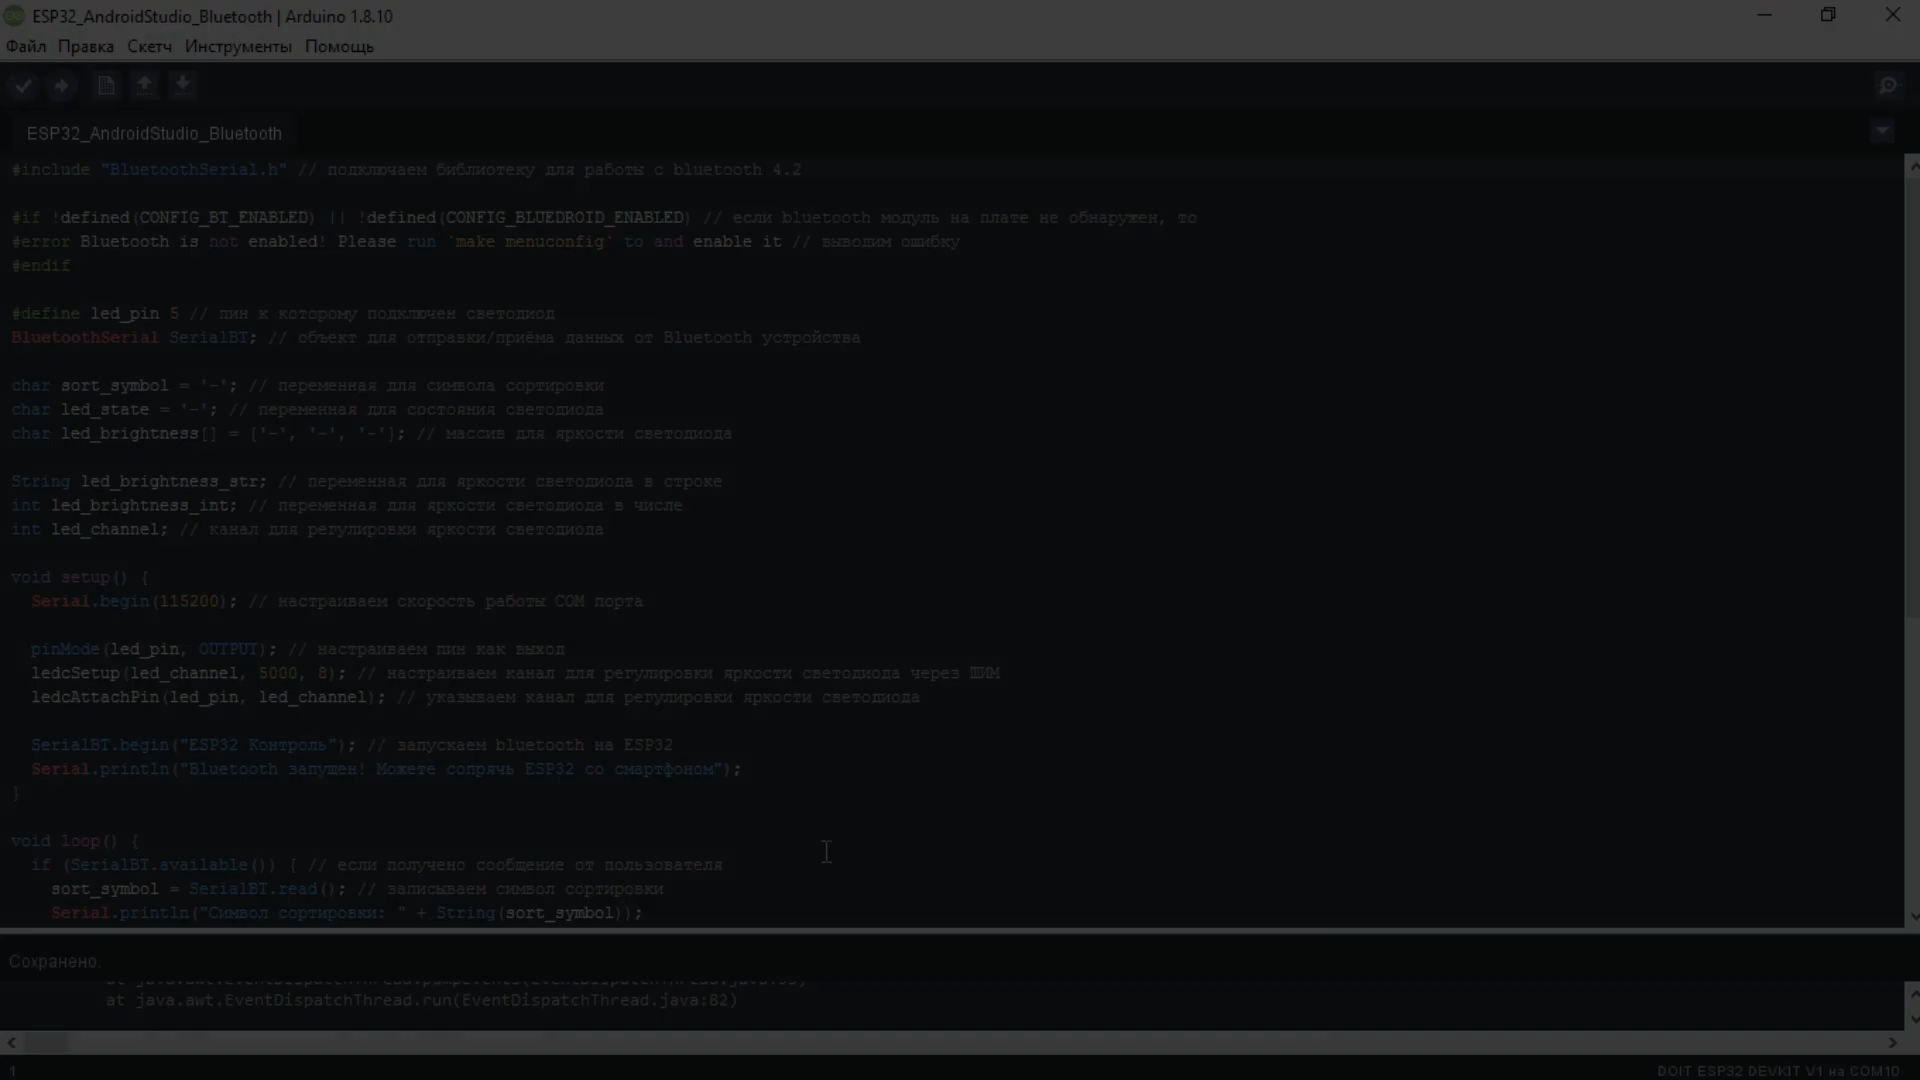 ESP32_AndroidStudio_Bluetooth | Arduino 1.8.10
Файл Правка Скетч Инструменты Помощь
ESP32_AndroidStudio_Bluetooth
#include "BluetoothSerial.h" // подключаем библиотеку для работы с bluetooth 4.2
#if !defined(CONFIG_BT_ENABLED) || !defined(CONFIG_BLUEDROID_ENABLED) // если bluetooth модуль на плате не обнаружен, то
#error Bluetooth is not enabled! Please run `make menuconfig` to and enable it // выводим ошибку
#endif
#define led_pin 5 // пин к которому подключен светодиод
BluetoothSerial SerialBT; // объект для отправки/приёма данных от Bluetooth устройства
char sort_symbol = '-'; // переменная для символа сортировки
char led_state = '-'; // переменная для состояния светодиода
char led_brightness[] = ['-', '-', '-']; // массив для яркости светодиода
String led_brightness_str; // переменная для яркости светодиода в строке
int led_brightness_int; // переменная для яркости светодиода в числе
int led_channel; // канал для регулировки яркости светодиода
void setup() {
Serial.begin(115200); // настраиваем скорость работы COM порта
pinMode(led_pin, OUTPUT); // настраиваем пин как выход
ledcSetup(led_channel, 5000, 8); // настраиваем канал для регулировки яркости светодиода через ШИМ
ledcAttachPin(led_pin, led_channel); // указываем канал для регулировки яркости светодиода
SerialBT.begin("ESP32 Контроль"); // запускаем bluetooth на ESP32
Serial.println("Bluetooth запущен! Можете сопрячь ESP32 со смартфоном");
}
void loop() {
if (SerialBT.available()) { // если получено сообщение от пользователя
sort_symbol = SerialBT.read(); // записываем символ сортировки
Serial.println("Символ сортировки: " + String(sort_symbol));
Сохранено.
at java.awt.EventDispatchThread.pumpEvents(EventDispatchThread.java:93)
at java.awt.EventDispatchThread.run(EventDispatchThread.java:82)
1
DOIT ESP32 DEVKIT V1 на COM10